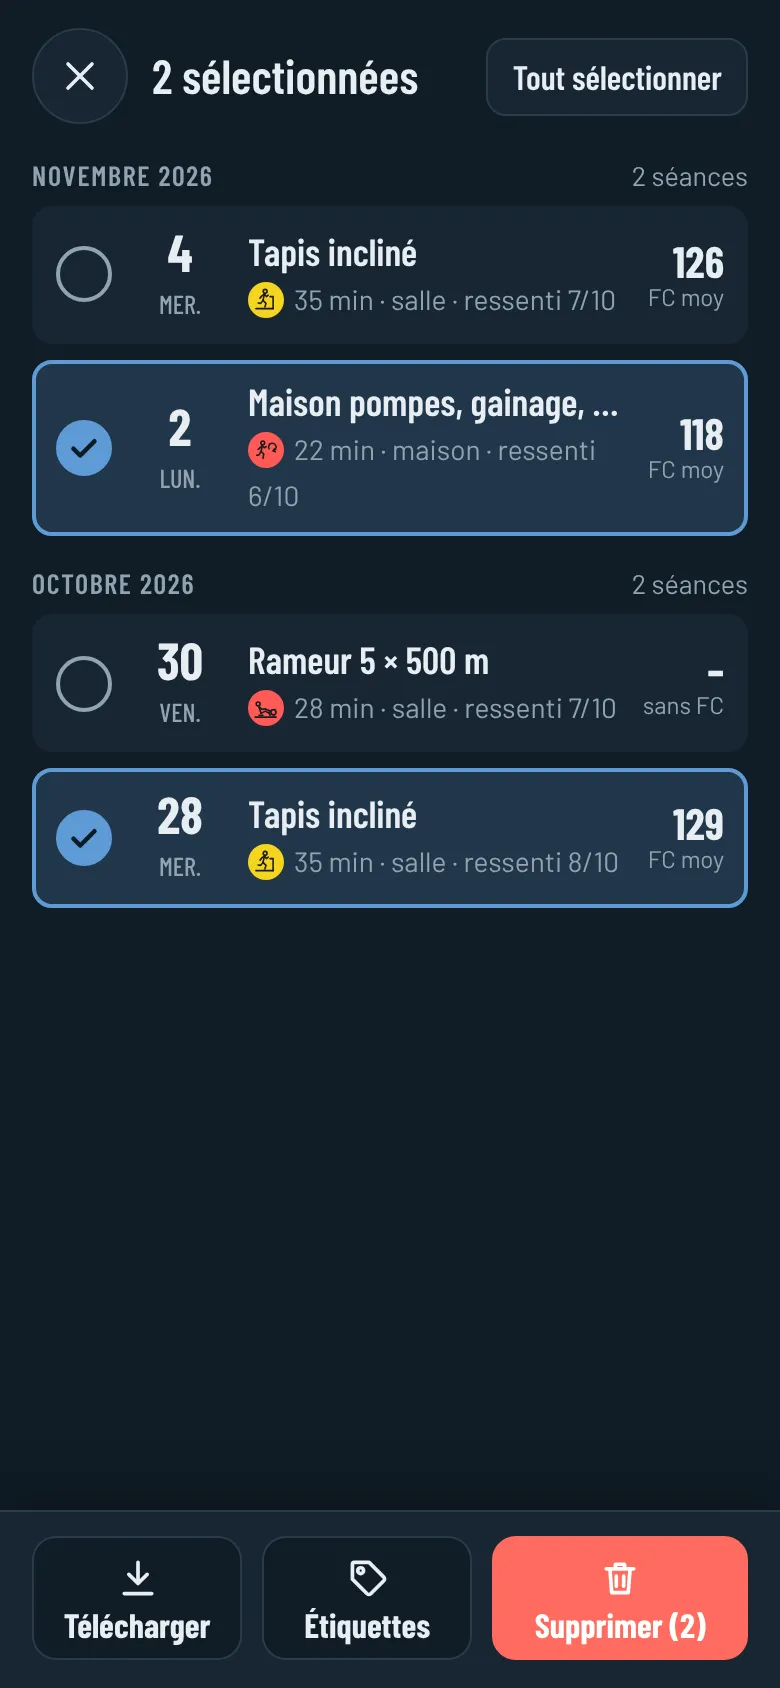 2 sélectionnées
Tout sélectionner
NOVEMBRE 2026
2 séances
4
MER.
Tapis incliné
35 min · salle · ressenti 7/10
126
FC moy
2
LUN.
Maison pompes, gainage, ...
22 min · maison · ressenti
6/10
118
FC moy
OCTOBRE 2026
2 séances
30
VEN.
Rameur 5 × 500 m
28 min · salle · ressenti 7/10
–
sans FC
28
MER.
Tapis incliné
35 min · salle · ressenti 8/10
129
FC moy
Télécharger
Étiquettes
Supprimer (2)